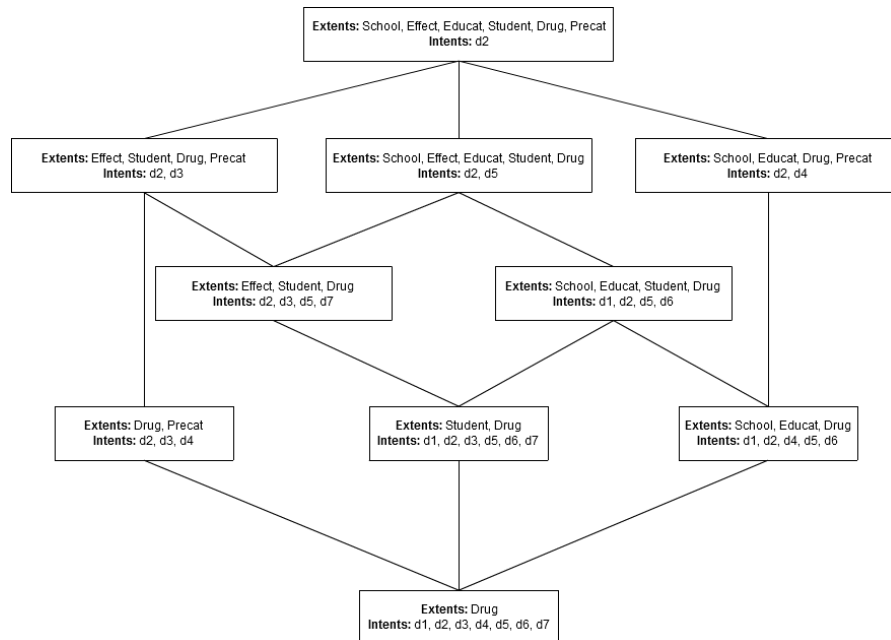 Extents: School, Effect, Educat, Student, Drug, Precat
Intents: d2
Extents: Effect, Student, Drug, Precat
Intents: d2, d3
Extents: School, Effect, Educat, Student, Drug
Intents: d2, d5
Extents: School, Educat, Drug, Precat
Intents: d2, d4
Extents: Effect, Student, Drug
Intents: d2, d3, d5, d7
Extents: School, Educat, Student, Drug
Intents: d1, d2, d5, d6
Extents: Drug, Precat
Intents: d2, d3, d4
Extents: Student, Drug
Intents: d1, d2, d3, d5, d6, d7
Extents: School, Educat, Drug
Intents: d1, d2, d4, d5, d6
Extents: Drug
Intents: d1, d2, d3, d4, d5, d6, d7